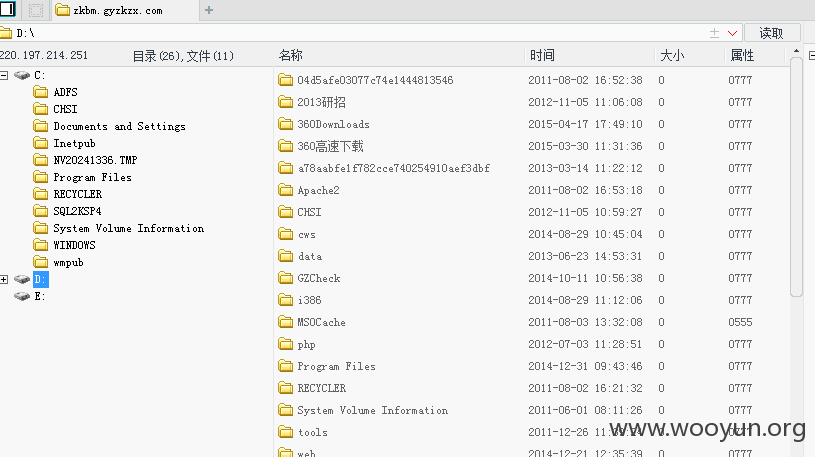 zkbm.gyzkzx.com
D:\ 读取
220.197.214.251 目录(26),文件(11) 名称 时间 大小 属性
C:
ADFS
CHSI
Documents and Settings
Inetpub
NV20241336.TMP
Program Files
RECYCLER
SQL2KSP4
System Volume Information
WINDOWS
wmpub
D:
E:
04d5afe03077c74e1444813546 2011-08-02 16:52:38 0 0777
2013研招 2012-11-05 11:06:08 0 0777
360Downloads 2015-04-17 17:49:10 0 0777
360高速下载 2015-03-30 11:31:36 0 0777
a78aabfe1f782cce740254910aef3dbf 2013-03-14 11:22:12 0 0777
Apache2 2011-08-02 16:53:18 0 0777
CHSI 2012-11-05 10:59:27 0 0777
cws 2014-08-29 10:45:04 0 0777
data 2013-06-23 14:53:31 0 0777
GZCheck 2014-10-11 10:56:38 0 0777
i386 2014-08-29 11:12:06 0 0777
MSOCache 2011-08-03 13:32:08 0 0555
php 2012-07-03 11:28:51 0 0777
Program Files 2014-12-31 09:43:46 0 0777
RECYCLER 2011-08-02 16:21:32 0 0777
System Volume Information 2011-06-01 08:11:26 0 0777
tools 2011-12-26 0 0777
web 2014-12-21 12:35:39 0 0777
www.wooyun.org